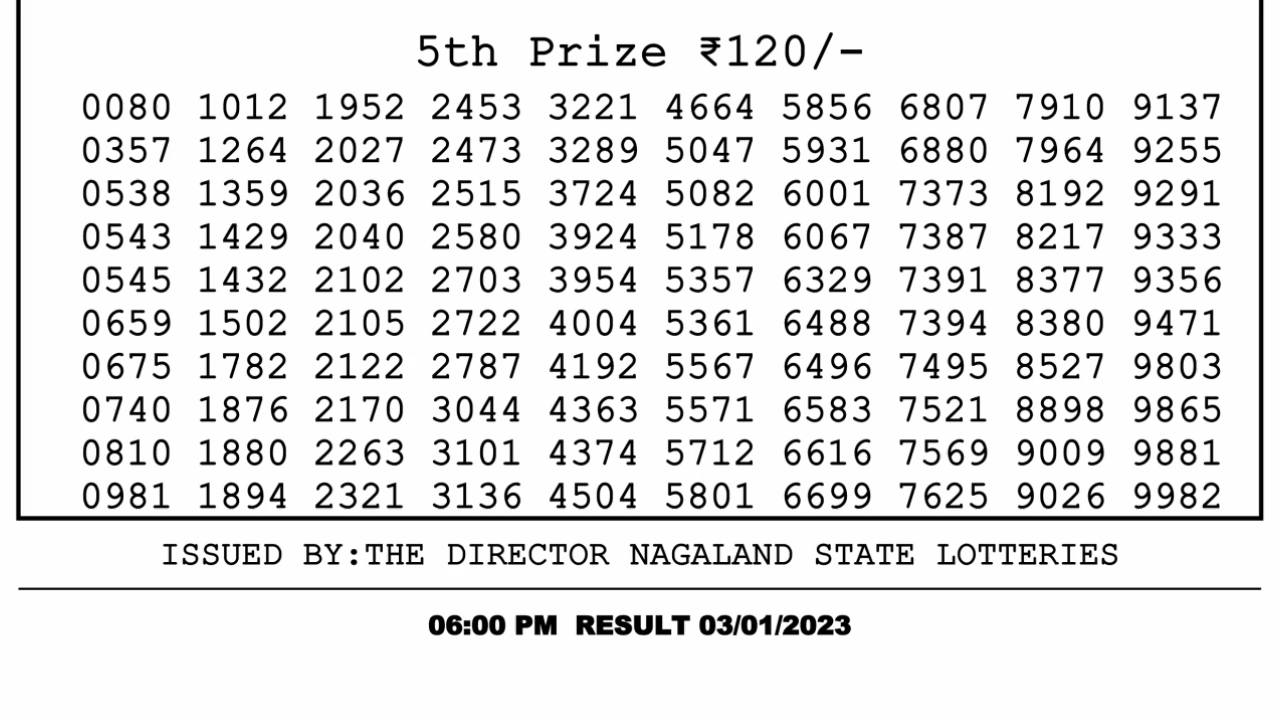 5th Prize ₹120/-
0080 1012 1952 2453 3221 4664 5856 6807 7910 9137
0357 1264 2027 2473 3289 5047 5931 6880 7964 9255
0538 1359 2036 2515 3724 5082 6001 7373 8192 9291
0543 1429 2040 2580 3924 5178 6067 7387 8217 9333
0545 1432 2102 2703 3954 5357 6329 7391 8377 9356
0659 1502 2105 2722 4004 5361 6488 7394 8380 9471
0675 1782 2122 2787 4192 5567 6496 7495 8527 9803
0740 1876 2170 3044 4363 5571 6583 7521 8898 9865
0810 1880 2263 3101 4374 5712 6616 7569 9009 9881
0981 1894 2321 3136 4504 5801 6699 7625 9026 9982
ISSUED BY:THE DIRECTOR NAGALAND STATE LOTTERIES
06:00 PM RESULT 03/01/2023